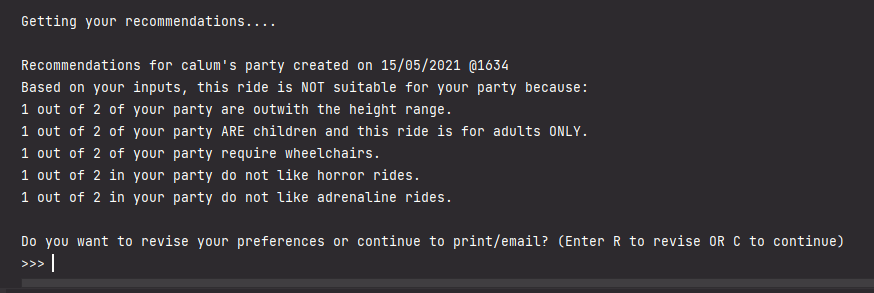 Getting your recommendations....
Recommendations for calum's party created on 15/05/2021 @1634
Based on your inputs, this ride is NOT suitable for your party because:
1 out of 2 of your party are outwith the height range.
1 out of 2 of your party ARE children and this ride is for adults ONLY.
1 out of 2 of your party require wheelchairs.
1 out of 2 in your party do not like horror rides.
1 out of 2 in your party do not like adrenaline rides.
Do you want to revise your preferences or continue to print/email? (Enter R to revise OR C to continue)
>>>